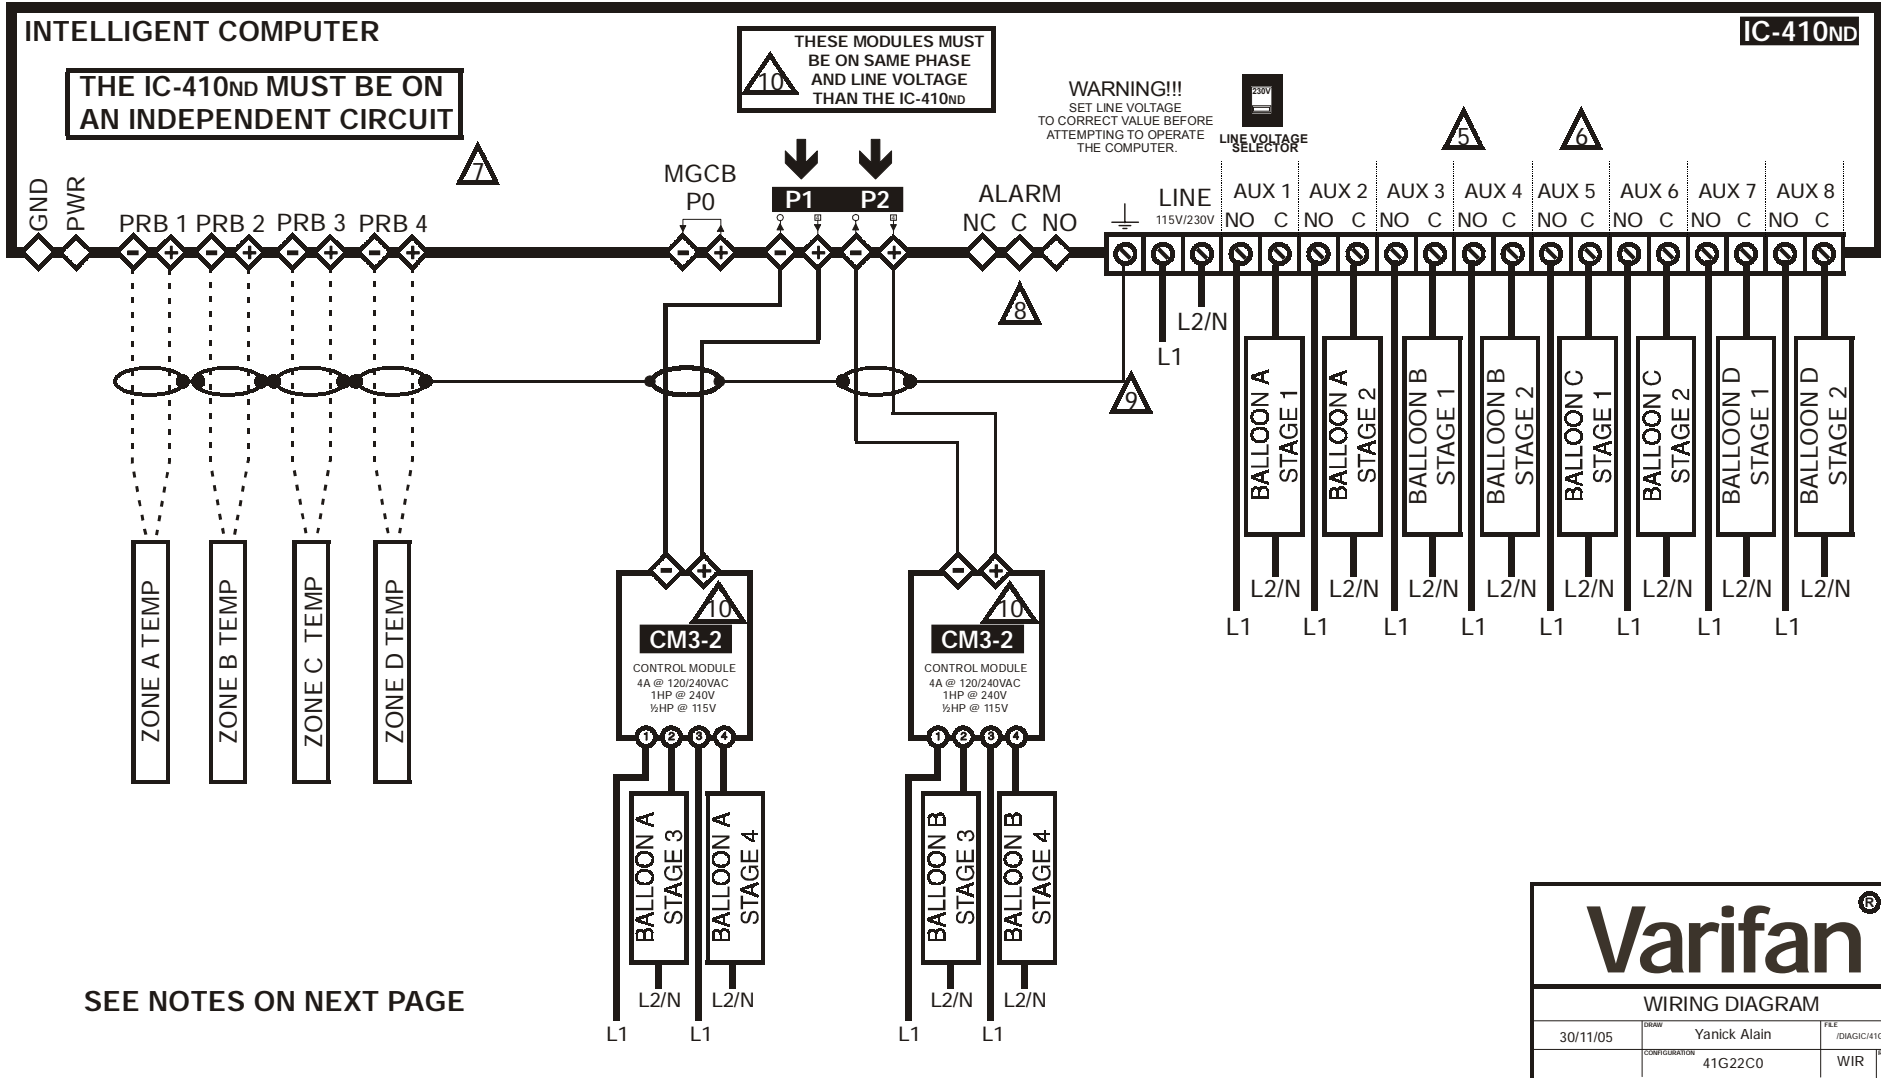 INTELLIGENT COMPUTER
IC-410ND
THE IC-410ND MUST BE ON
AN INDEPENDENT CIRCUIT
7
10
THESE MODULES MUST
BE ON SAME PHASE
AND LINE VOLTAGE
THAN THE IC-410ND
WARNING!!!
SET LINE VOLTAGE
TO CORRECT VALUE BEFORE
ATTEMPTING TO OPERATE
THE COMPUTER.
230V
LINE VOLTAGE
SELECTOR
5
6
GND
PWR
PRB 1
PRB 2
PRB 3
PRB 4
MGCB
P0
P1
P2
ALARM
NC C NO
LINE
115V/230V
AUX 1
AUX 2
AUX 3
AUX 4
AUX 5
AUX 6
AUX 7
AUX 8
NO C
NO C
NO C
NO C
NO C
NO C
NO C
NO C
- + - + - + - +
- + - + - +
8
9
L1
L2/N
BALLOON A
STAGE 1
BALLOON A
STAGE 2
BALLOON B
STAGE 1
BALLOON B
STAGE 2
BALLOON C
STAGE 1
BALLOON C
STAGE 2
BALLOON D
STAGE 1
BALLOON D
STAGE 2
L2/N
L2/N
L2/N
L2/N
L2/N
L2/N
L2/N
L2/N
L1
L1
L1
L1
L1
L1
L1
L1
ZONE A TEMP
ZONE B TEMP
ZONE C TEMP
ZONE D TEMP
- +
10
CM3-2
CONTROL MODULE
4A @ 120/240VAC
1HP @ 240V
½HP @ 115V
1 2 3 4
BALLOON A
STAGE 3
BALLOON A
STAGE 4
L2/N
L2/N
L1
L1
- +
10
CM3-2
CONTROL MODULE
4A @ 120/240VAC
1HP @ 240V
½HP @ 115V
1 2 3 4
BALLOON B
STAGE 3
BALLOON B
STAGE 4
L2/N
L2/N
L1
L1
SEE NOTES ON NEXT PAGE
Varifan®
WIRING DIAGRAM
30/11/05
DRAW
Yanick Alain
FILE
CONFIGURATION
41G22C0
WIR